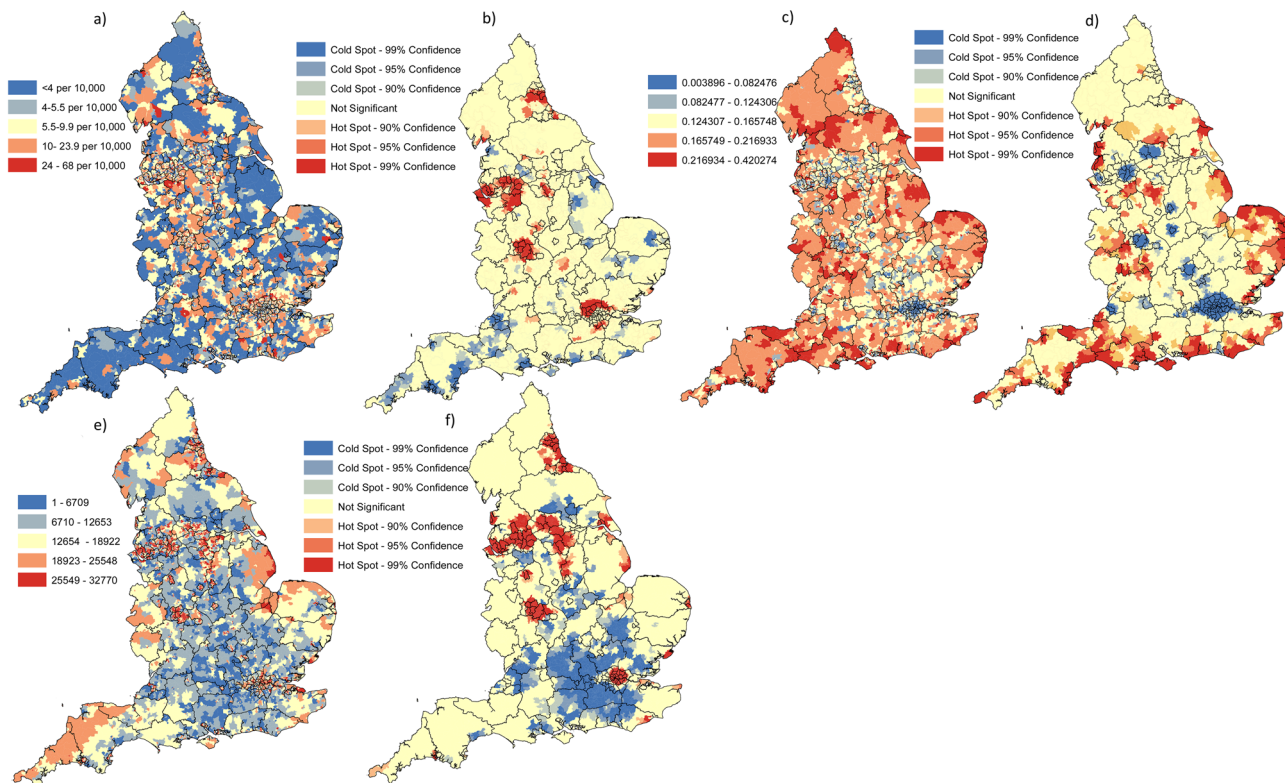 a)
<4 per 10,000
4-5.5 per 10,000
5.5-9.9 per 10,000
10- 23.9 per 10,000
24 - 68 per 10,000
b)
Cold Spot - 99% Confidence
Cold Spot - 95% Confidence
Cold Spot - 90% Confidence
Not Significant
Hot Spot - 90% Confidence
Hot Spot - 95% Confidence
Hot Spot - 99% Confidence
c)
0.003896 - 0.082476
0.082477 - 0.124306
0.124307 - 0.165748
0.165749 - 0.216933
0.216934 - 0.420274
d)
Cold Spot - 99% Confidence
Cold Spot - 95% Confidence
Cold Spot - 90% Confidence
Not Significant
Hot Spot - 90% Confidence
Hot Spot - 95% Confidence
Hot Spot - 99% Confidence
e)
1 - 6709
6710 - 12653
12654 - 18922
18923 - 25548
25549 - 32770
f)
Cold Spot - 99% Confidence
Cold Spot - 95% Confidence
Cold Spot - 90% Confidence
Not Significant
Hot Spot - 90% Confidence
Hot Spot - 95% Confidence
Hot Spot - 99% Confidence